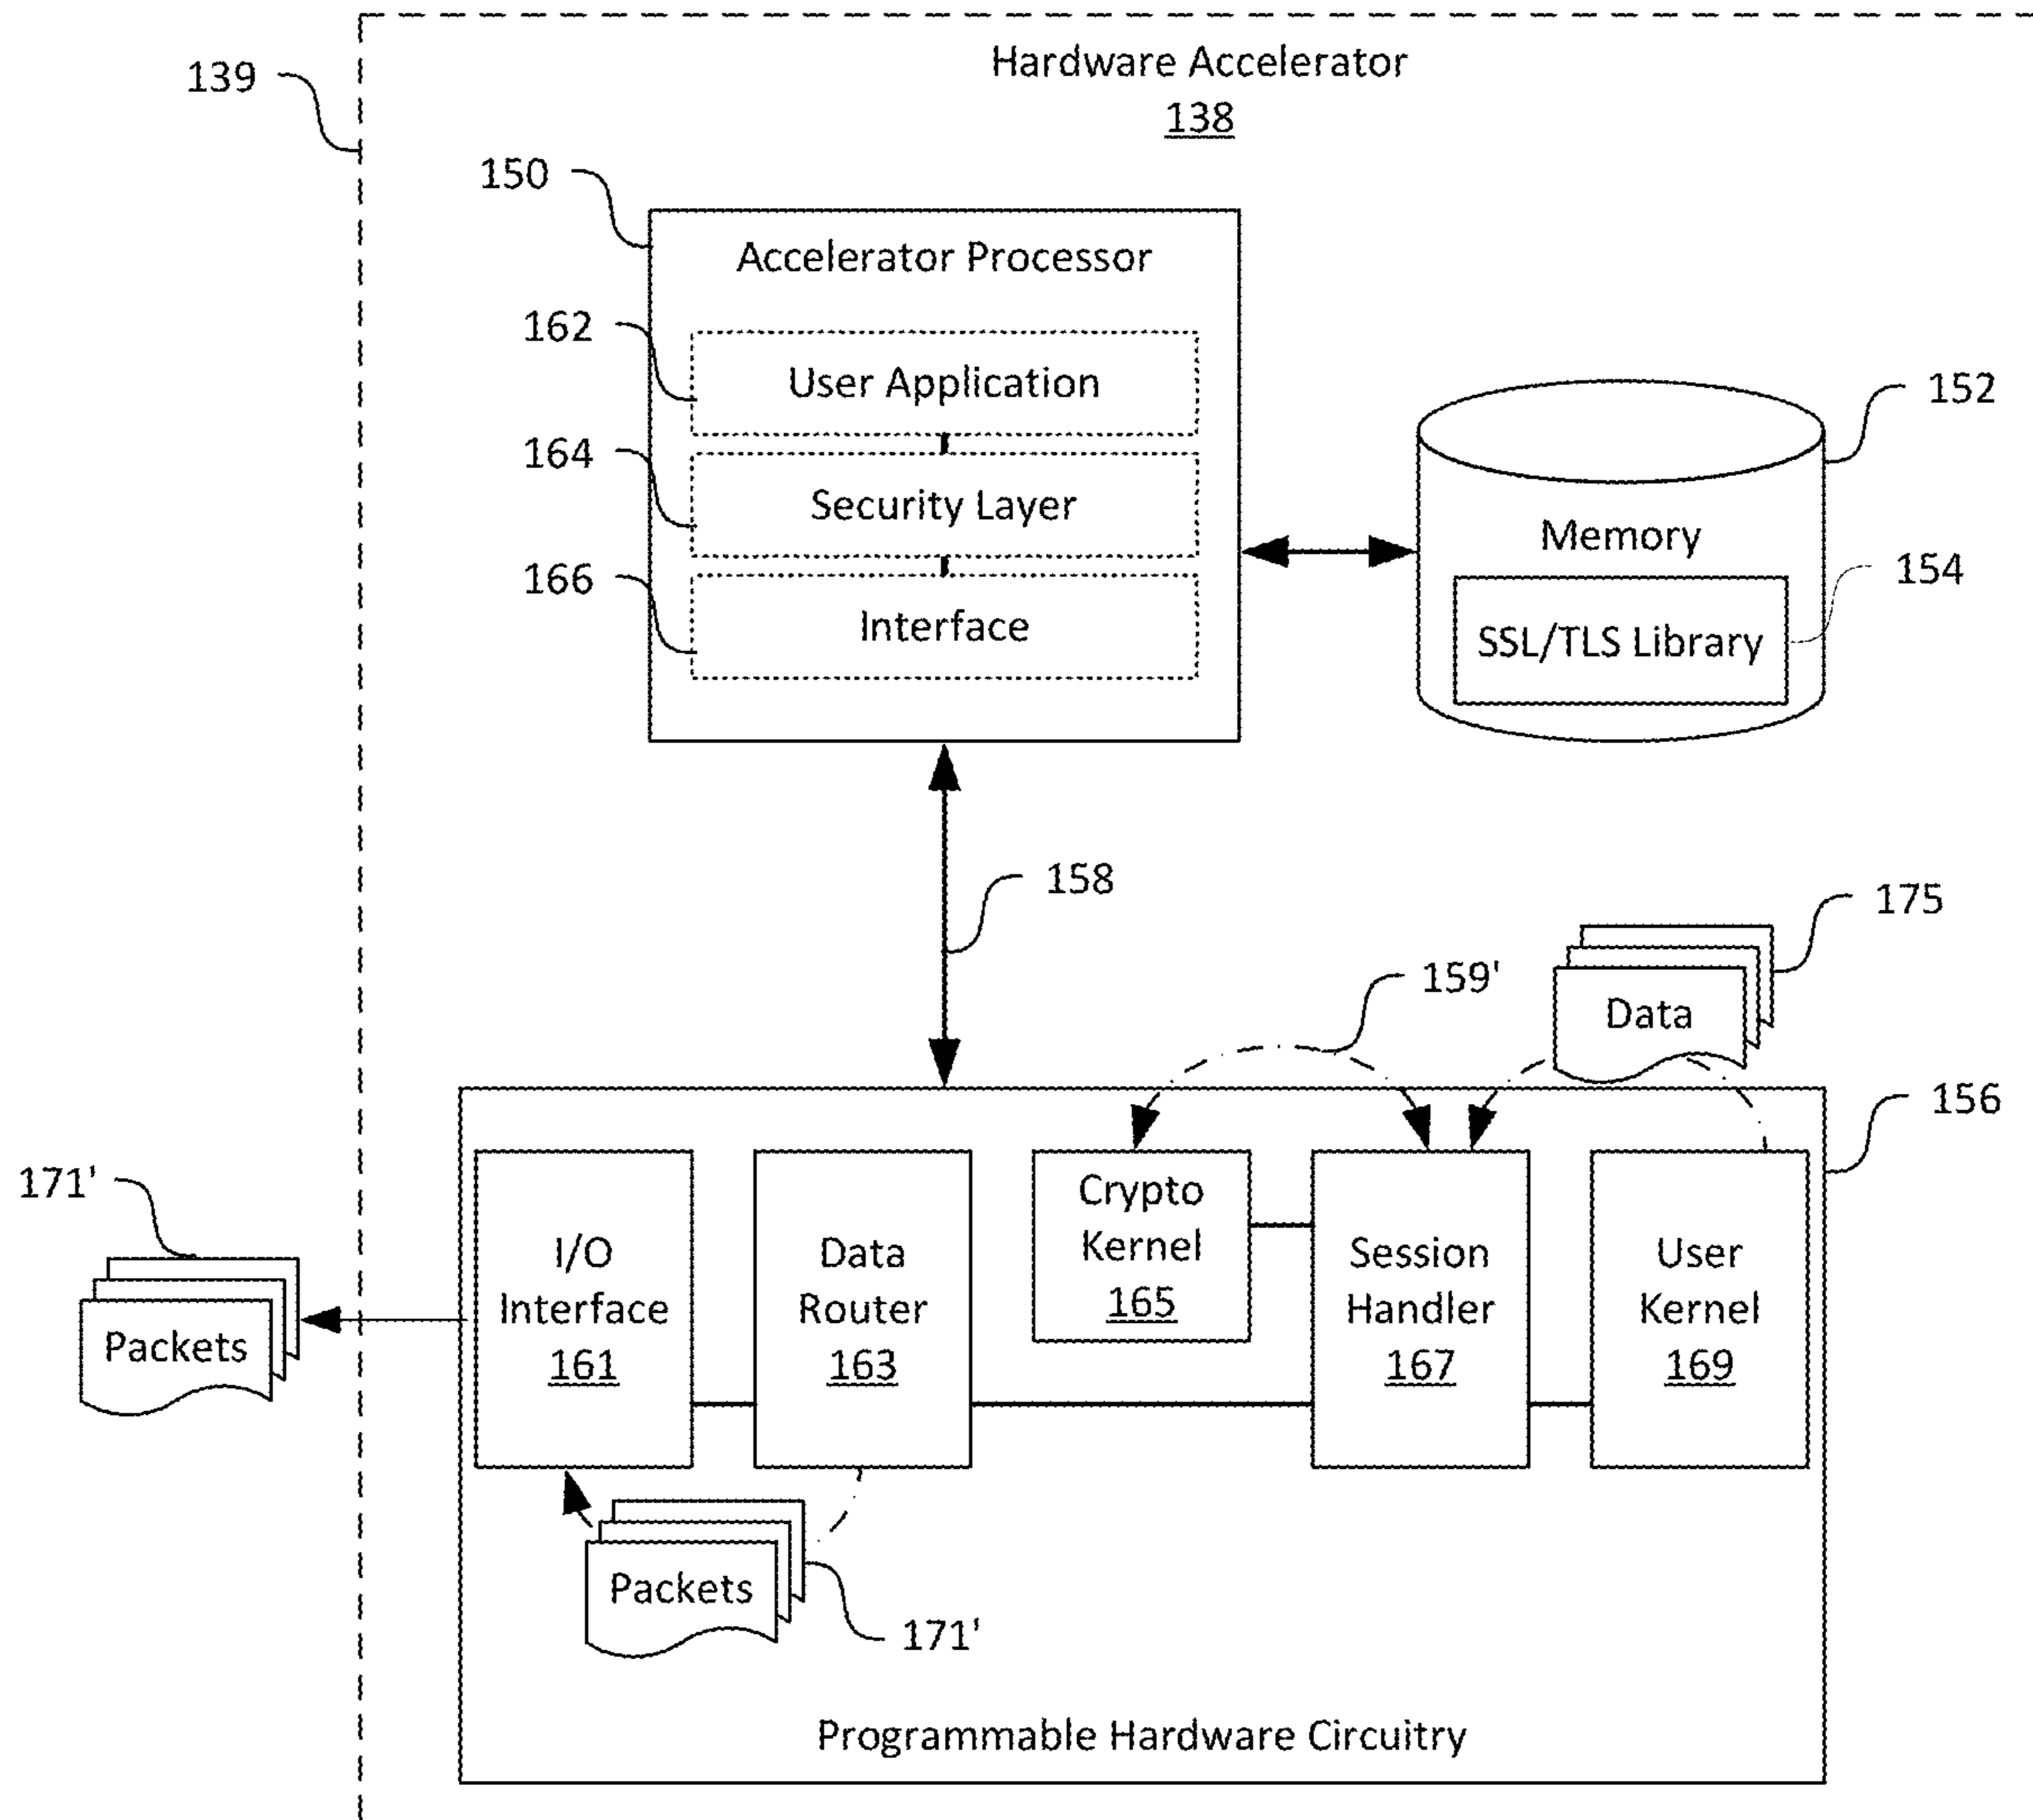 Hardware Accelerator
138
139
150
Accelerator Processor
162
User Application
152
164
Security Layer
Memory
154
166
Interface
SSL/TLS Library
158
175
159'
Data
156
171'
Crypto
Kernel
165
I/O
Interface
161
Data
Router
163
Session
Handler
167
User
Kernel
169
Packets
Packets
171'
Programmable Hardware Circuitry